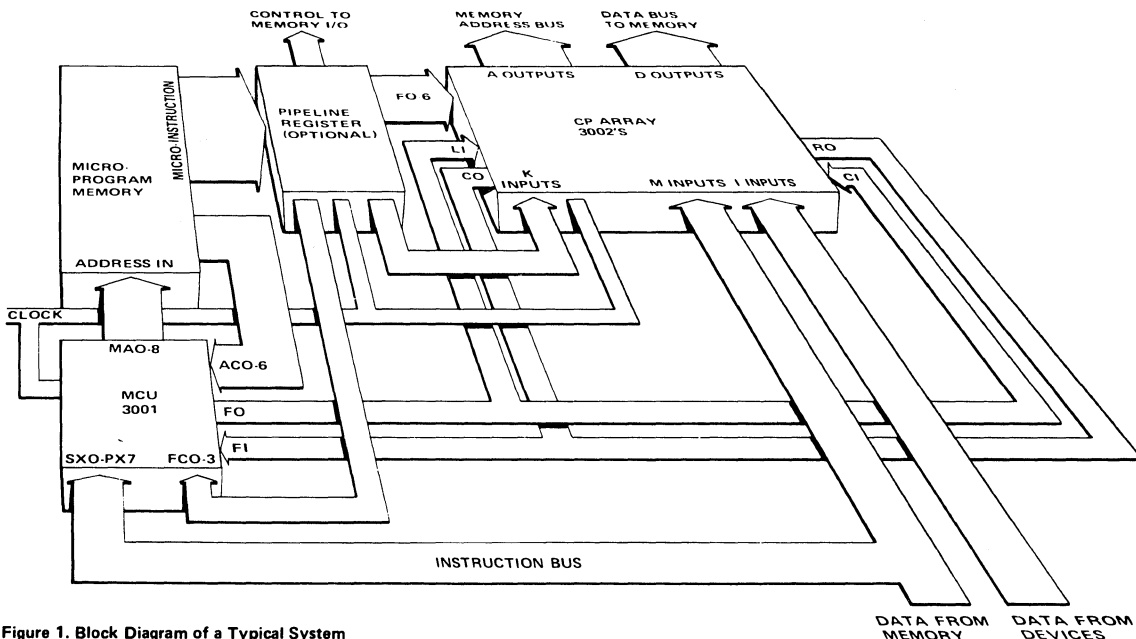 CONTROL TO
MEMORY I/O
MEMORY
ADDRESS BUS
DATA BUS
TO MEMORY
A OUTPUTS
D OUTPUTS
MICRO-INSTRUCTION
FO 6
PIPELINE
REGISTER
(OPTIONAL)
CP ARRAY
3002'S
MICRO-
PROGRAM
MEMORY
LI
RO
CO
K
INPUTS
M INPUTS
I INPUTS
CI
ADDRESS IN
CLOCK
MAO-8
ACO-6
MCU
3001
FO
FI
SXO-PX7
FCO-3
INSTRUCTION BUS
DATA FROM
MEMORY
DATA FROM
DEVICES
Figure 1. Block Diagram of a Typical System